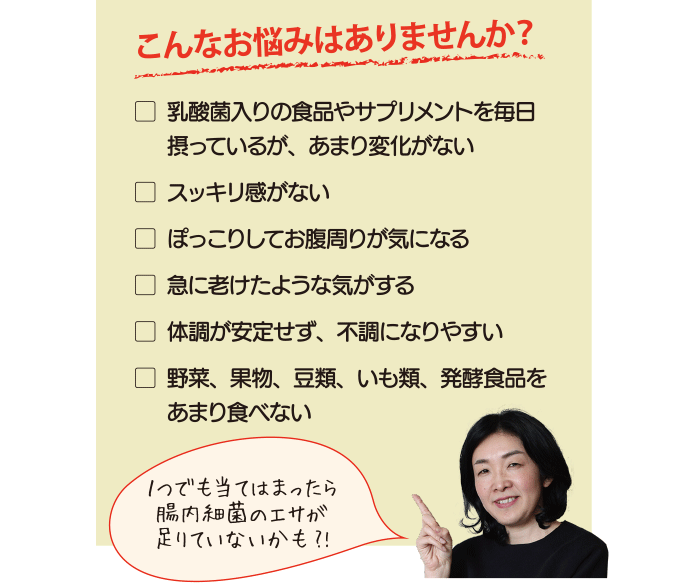 こんなお悩みはありませんか?
□ 乳酸菌入りの食品やサプリメントを毎日
摂っているが、あまり変化がない
□ スッキリ感がない
□ ぽっこりしてお腹周りが気になる
□ 急に老けたような気がする
□ 体調が安定せず、不調になりやすい
□ 野菜、果物、豆類、いも類、発酵食品を
あまり食べない
1つでも当てはまったら
腸内細菌のエサが
足りていないかも?!